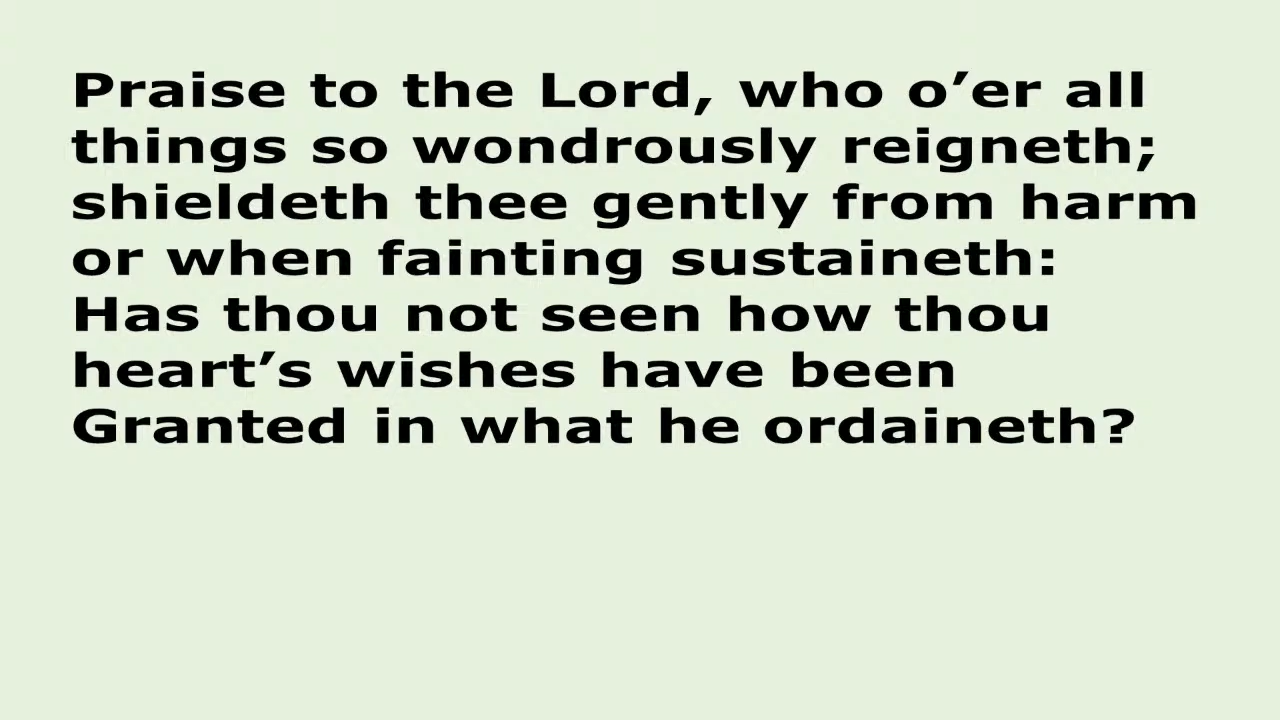 Praise to the Lord, who o’er all
things so wondrously reigneth;
shieldeth thee gently from harm
or when fainting sustaineth:
Has thou not seen how thou
heart’s wishes have been
Granted in what he ordaineth?